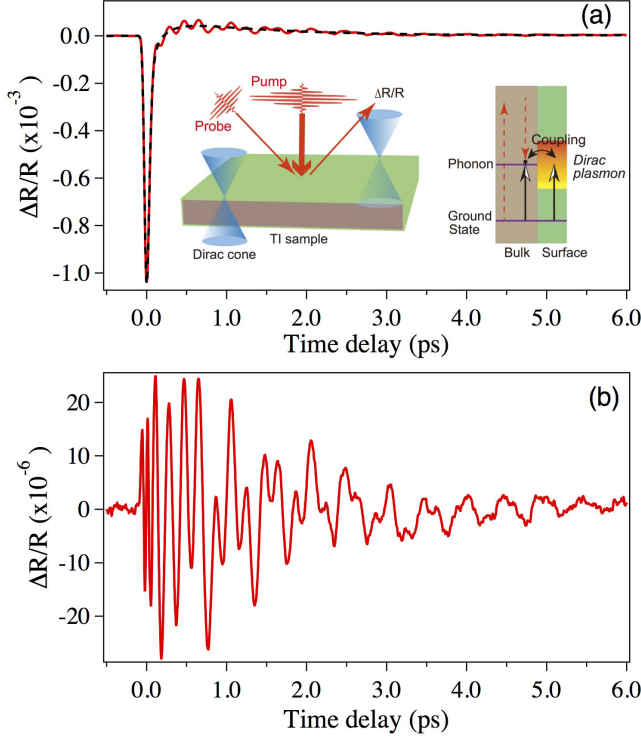 (a)
0.0
-0.2
-0.4
-0.6
-0.8
-1.0
ΔR/R (x10⁻³)
Pump
Probe
ΔR/R
TI sample
Dirac cone
Coupling
Phonon
Dirac
plasmon
Ground
State
Bulk
Surface
0.0 1.0 2.0 3.0 4.0 5.0 6.0
Time delay (ps)
(b)
20
10
0
-10
-20
ΔR/R (x10⁻⁶)
0.0 1.0 2.0 3.0 4.0 5.0 6.0
Time delay (ps)